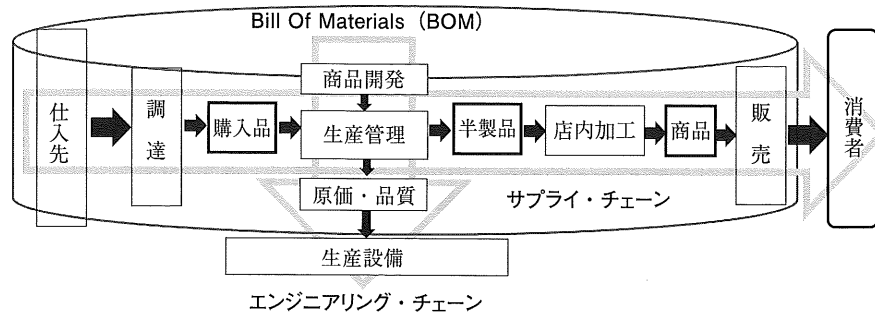 Bill Of Materials（BOM）
商品開発
仕入先
調達
購入品
生産管理
半製品
店内加工
商品
販売
消費者
原価・品質
サプライ・チェーン
生産設備
エンジニアリング・チェーン